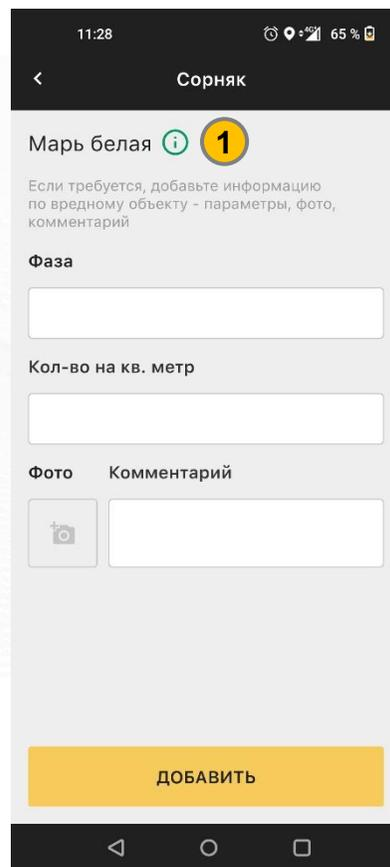 11:28 4G 65 %
Сорняк
Марь белая i 1
Если требуется, добавьте информацию
по вредному объекту - параметры, фото,
комментарий
Фаза
Кол-во на кв. метр
Фото Комментарий
ДОБАВИТЬ